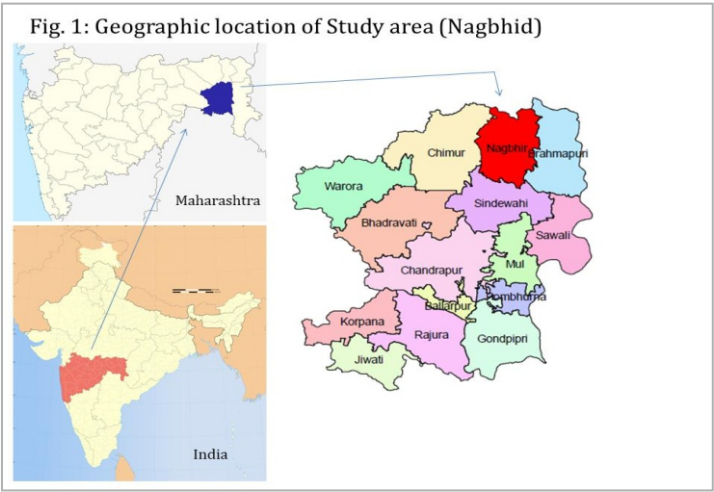 Fig. 1: Geographic location of Study area (Nagbhid)
Maharashtra
India
Nagbhir
Brahmapuri
Chimur
Warora
Sindewahi
Bhadravati
Sawali
Mul
Chandrapur
Ballarpur
Korpana
Rajura
Gondpipri
Jiwati